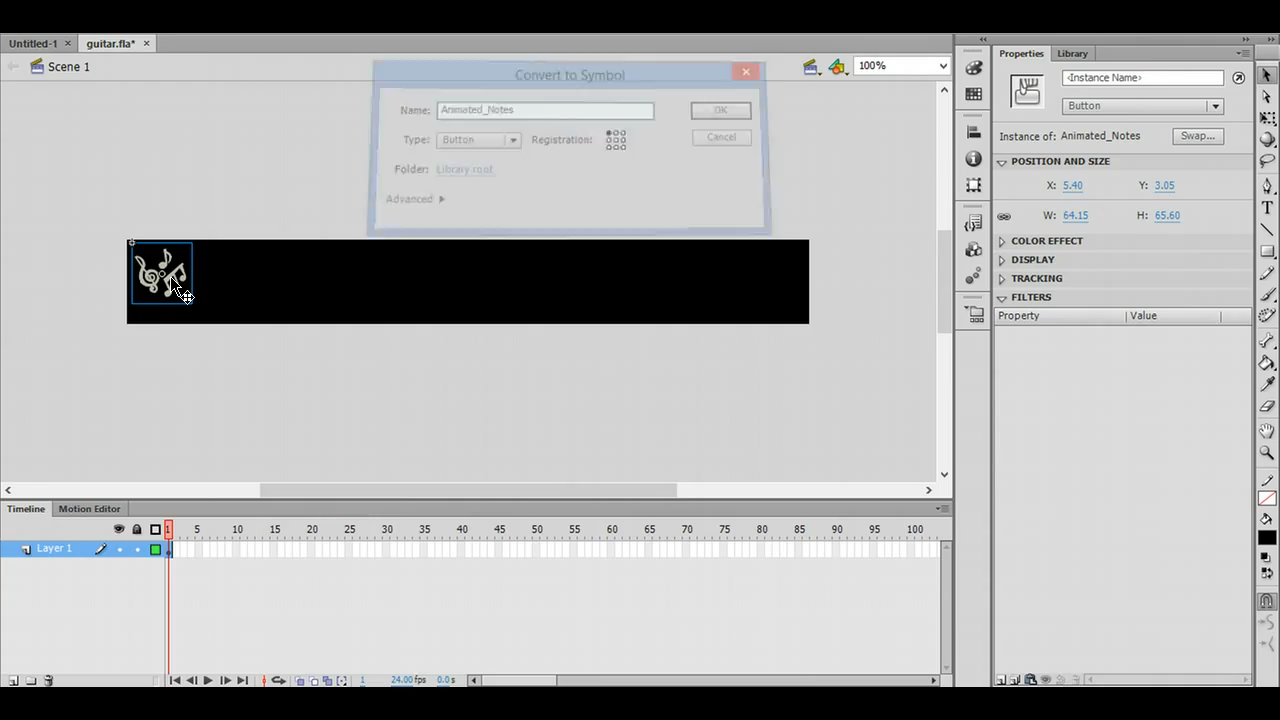 Untitled-1 × guitar.fla* ×
Scene 1 100%
Convert to Symbol
Name: Animated_Notes OK
Type: Button Registration: Cancel
Folder: Library root
Advanced
Properties Library
<Instance Name>
Button
Instance of: Animated_Notes Swap...
POSITION AND SIZE
X: 5.40 Y: 3.05
W: 64.15 H: 65.60
COLOR EFFECT
DISPLAY
TRACKING
FILTERS
Property Value
Timeline Motion Editor
1 5 10 15 20 25 30 35 40 45 50 55 60 65 70 75 80 85 90 95 100
Layer 1
1 24.00 fps 0.0 s